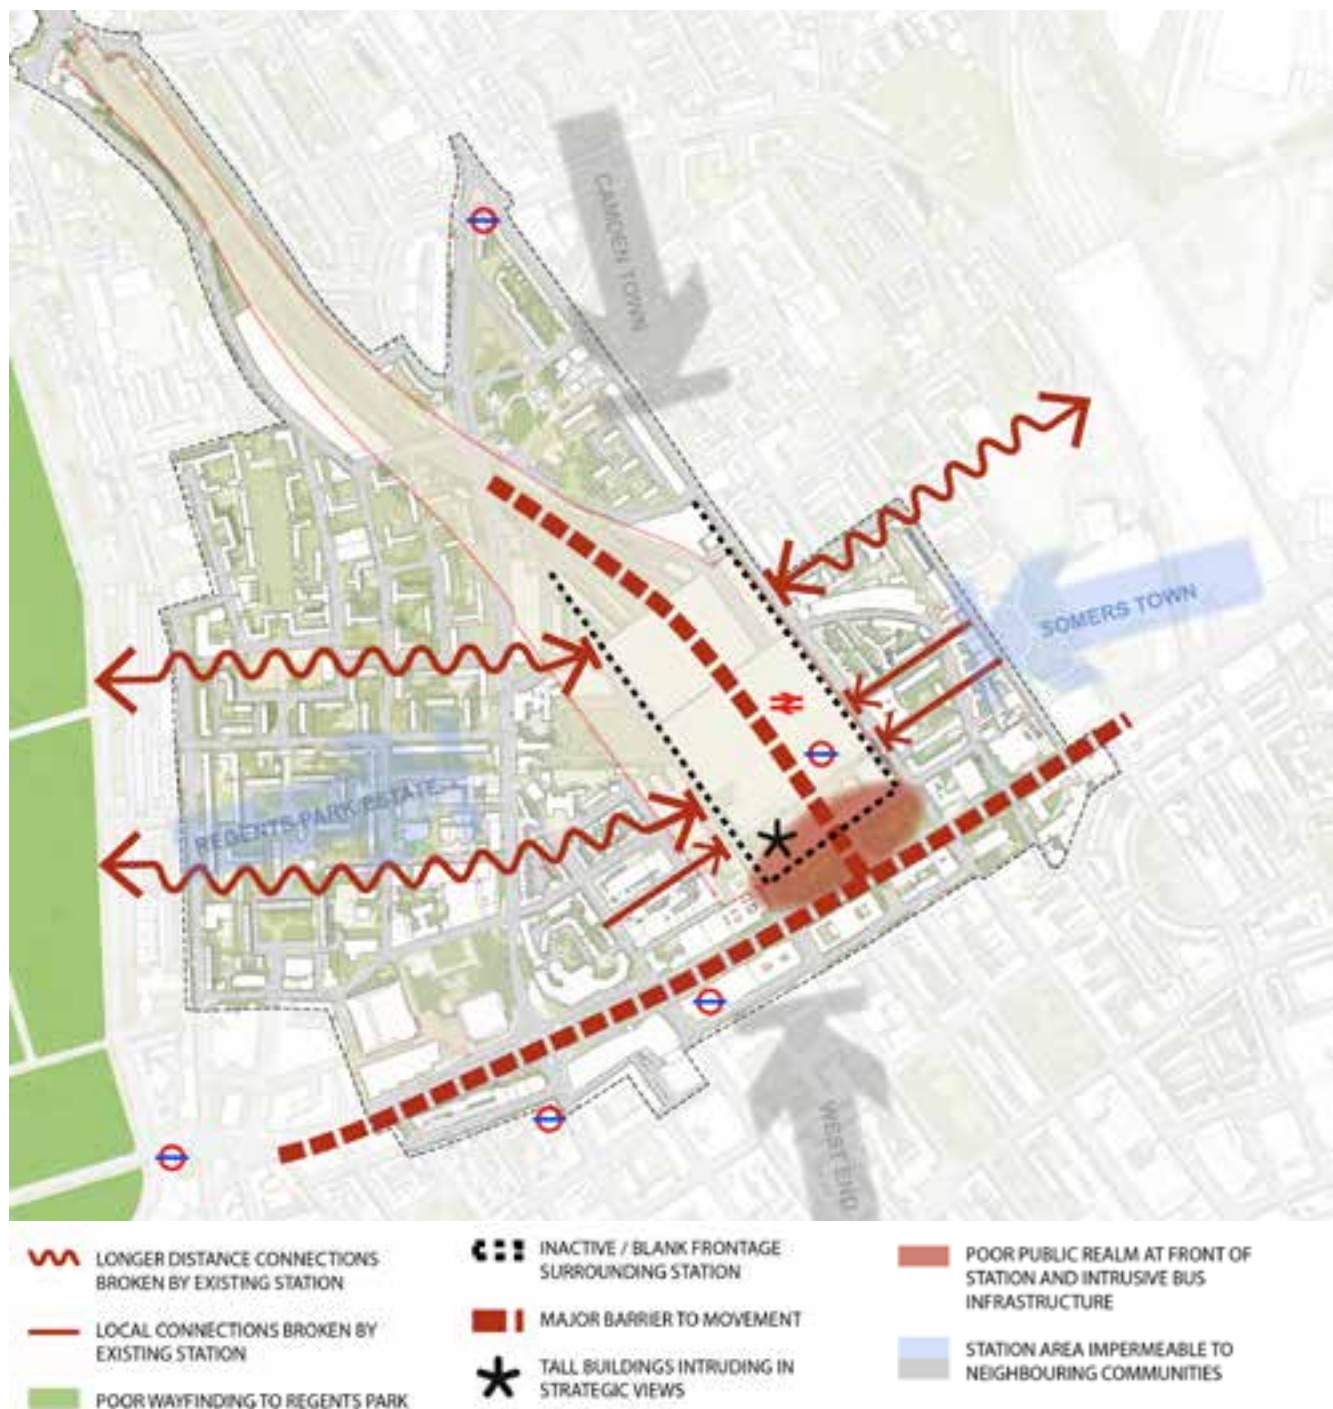 CAMDEN TOWN
SOMERS TOWN
REGENTS PARK ESTATE
WEST END
LONGER DISTANCE CONNECTIONS
BROKEN BY EXISTING STATION
LOCAL CONNECTIONS BROKEN BY
EXISTING STATION
POOR WAYFINDING TO REGENTS PARK
INACTIVE / BLANK FRONTAGE
SURROUNDING STATION
MAJOR BARRIER TO MOVEMENT
TALL BUILDINGS INTRUDING IN
STRATEGIC VIEWS
POOR PUBLIC REALM AT FRONT OF
STATION AND INTRUSIVE BUS
INFRASTRUCTURE
STATION AREA IMPERMEABLE TO
NEIGHBOURING COMMUNITIES